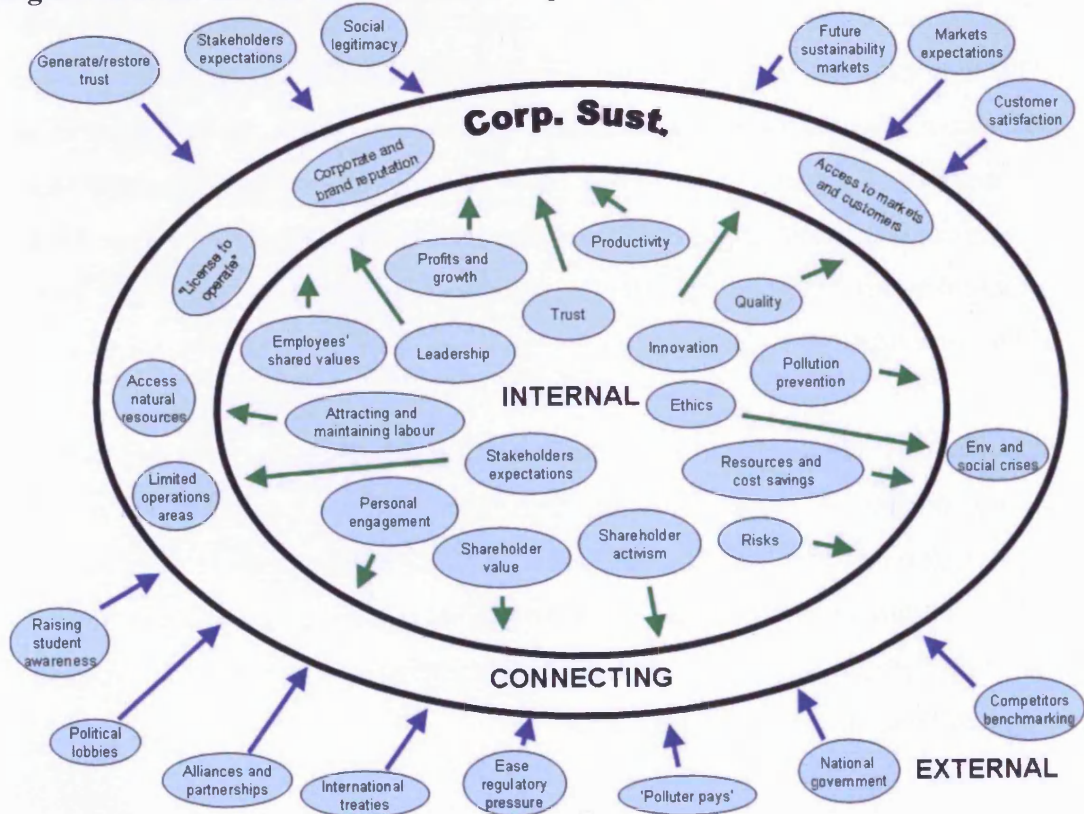 Generate/restore
trust
Stakeholders
expectations
Social
legitimacy
Future
sustainability
markets
Markets
expectations
Customer
satisfaction
Corp. Sust.
Corporate and
brand reputation
Access to markets
and customers
"License to
operate"
Profits and
growth
Productivity
Trust
Quality
Employees'
shared values
Leadership
Innovation
Pollution
prevention
Access
natural
resources
INTERNAL
Ethics
Attracting and
maintaining labour
Stakeholders
expectations
Resources and
cost savings
Env. and
social crises
Limited
operations
areas
Personal
engagement
Shareholder
value
Shareholder
activism
Risks
CONNECTING
Raising
student
awareness
Political
lobbies
Alliances and
partnerships
International
treaties
Ease
regulatory
pressure
'Polluter pays'
National
government
Competitors
benchmarking
EXTERNAL